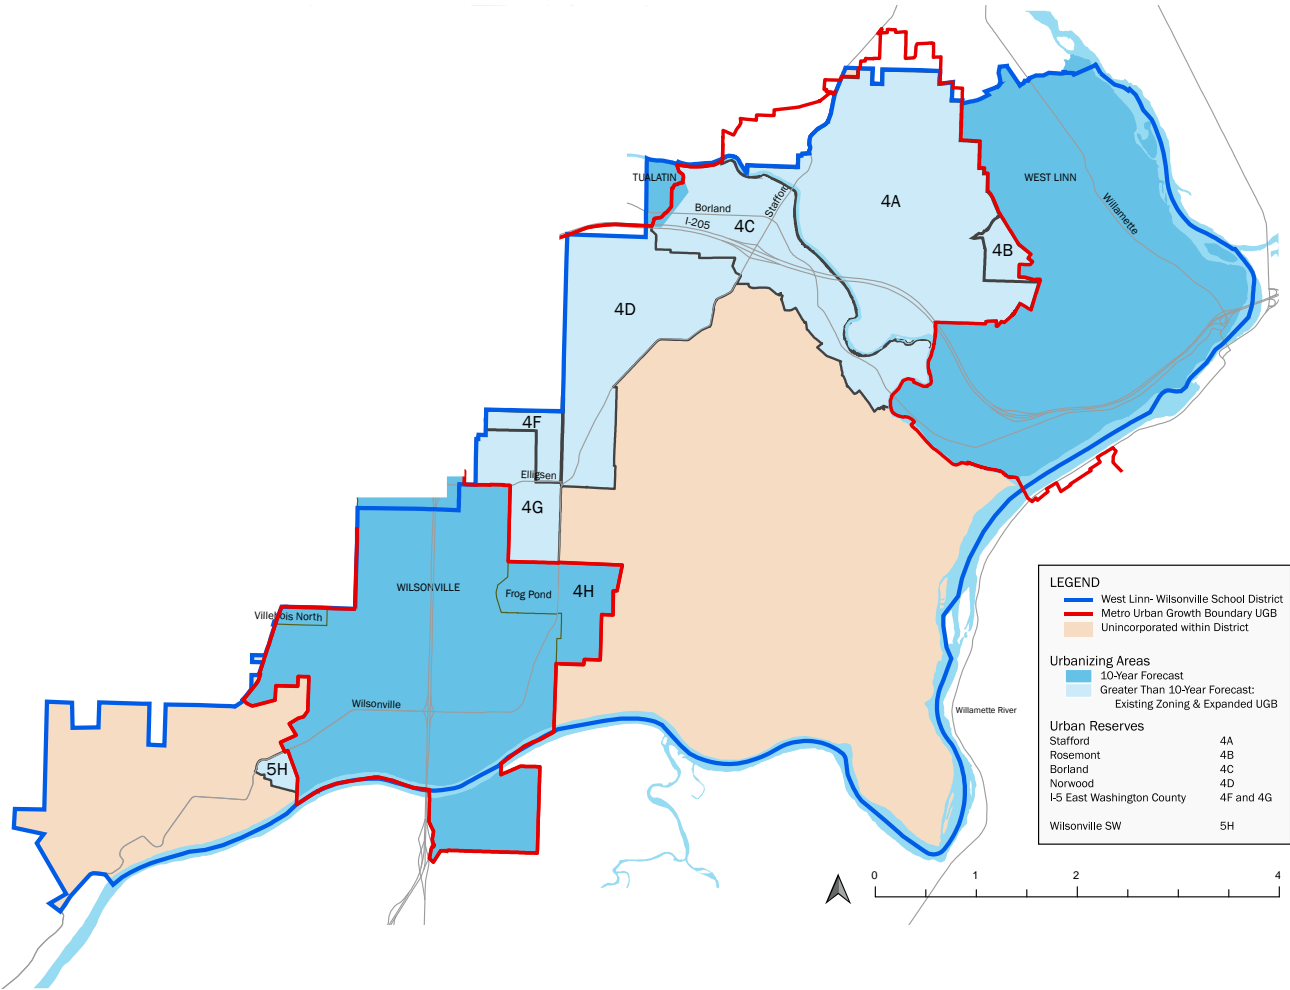 TUALATIN
WEST LINN
Willamette
4A
Borland
Stafford
I-205
4C
4B
4D
4F
Elligsen
4G
WILSONVILLE
Frog Pond
4H
Villebois North
Wilsonville
Willamette River
5H
LEGEND
West Linn- Wilsonville School District
Metro Urban Growth Boundary UGB
Unincorporated within District
Urbanizing Areas
10-Year Forecast
Greater Than 10-Year Forecast:
Existing Zoning & Expanded UGB
Urban Reserves
Stafford 4A
Rosemont 4B
Borland 4C
Norwood 4D
I-5 East Washington County 4F and 4G
Wilsonville SW 5H
0 1 2 4